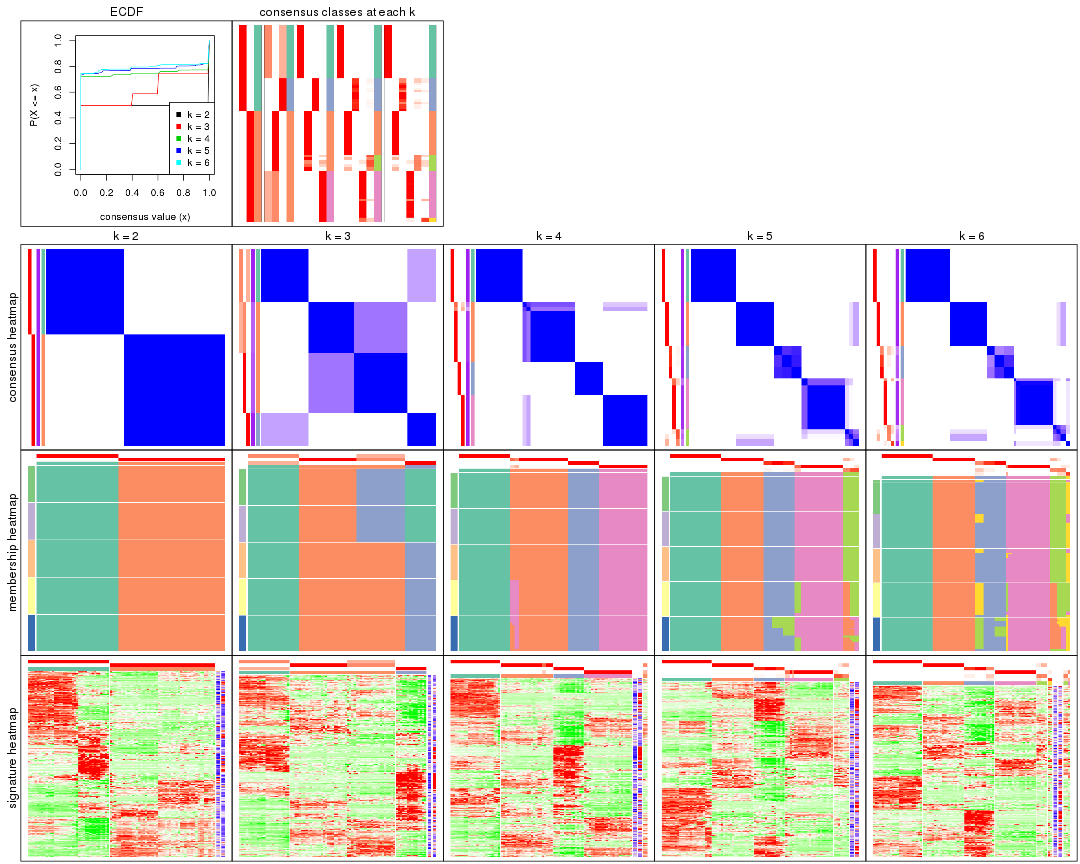 ECDF
consensus classes at each k
P(X <= x)
0.0 0.2 0.4 0.6 0.8 1.0
k = 2
k = 3
k = 4
k = 5
k = 6
0.0 0.2 0.4 0.6 0.8 1.0
consensus value (x)
k = 2 k = 3 k = 4 k = 5 k = 6
consensus heatmap
membership heatmap
signature heatmap